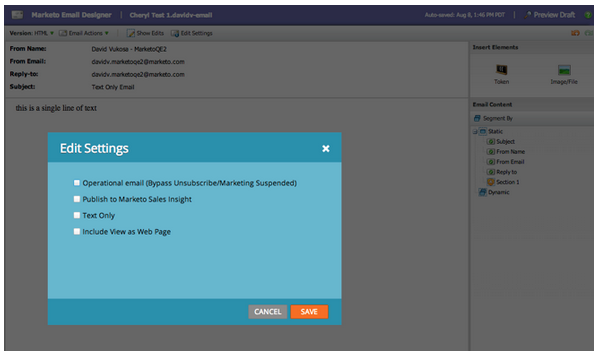 Marketo Email Designer | Cheryl Test 1.davidv-email
Auto-saved: Aug 8, 1:46 PM PDT | Preview Draft
Version: HTML Email Actions Show Edits Edit Settings
From Name: David Vukosa - MarketoQE2
From Email: davidv.marketoqe2@marketo.com
Reply-to: davidv.marketoqe2@marketo.com
Subject: Text Only Email
this is a single line of text
Insert Elements
Token Image/File
Email Content
Segment By
Static
Subject
From Name
From Email
Reply to
Section 1
Dynamic
Edit Settings
Operational email (Bypass Unsubscribe/Marketing Suspended)
Publish to Marketo Sales Insight
Text Only
Include View as Web Page
CANCEL SAVE